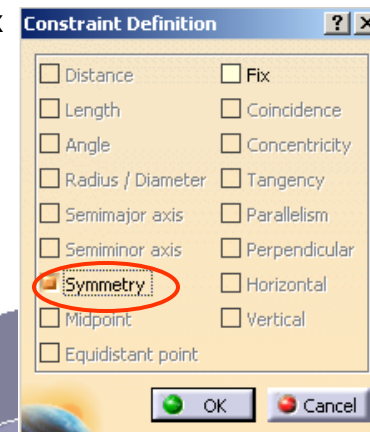 Constraint Definition ? X
Distance Fix
Length Coincidence
Angle Concentricity
Radius / Diameter Tangency
Semimajor axis Parallelism
Semiminor axis Perpendicular
Symmetry Horizontal
Midpoint Vertical
Equidistant point
OK Cancel